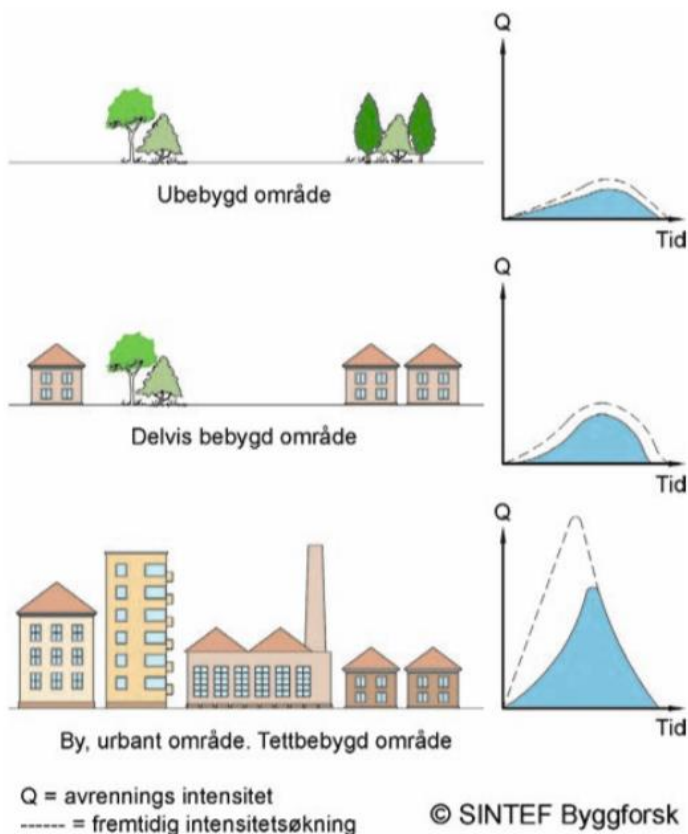 Q
Ubebygd område
Tid
Q
Delvis bebygd område
Tid
Q
By, urbant område. Tettbebygd område
Tid
Q = avrennings intensitet
------ = fremtidig intensitetsøkning
© SINTEF Byggforsk